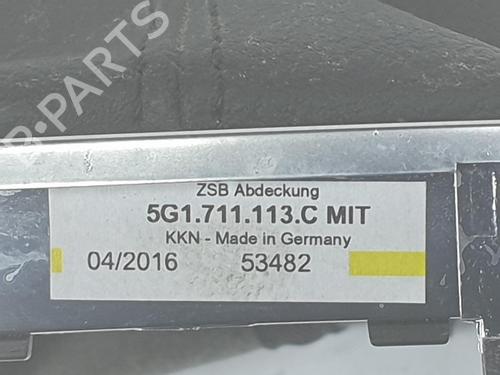 B-PARTS
ZSB Abdeckung
5G1.711.113.C MIT
KKN - Made in Germany
04/2016 53482